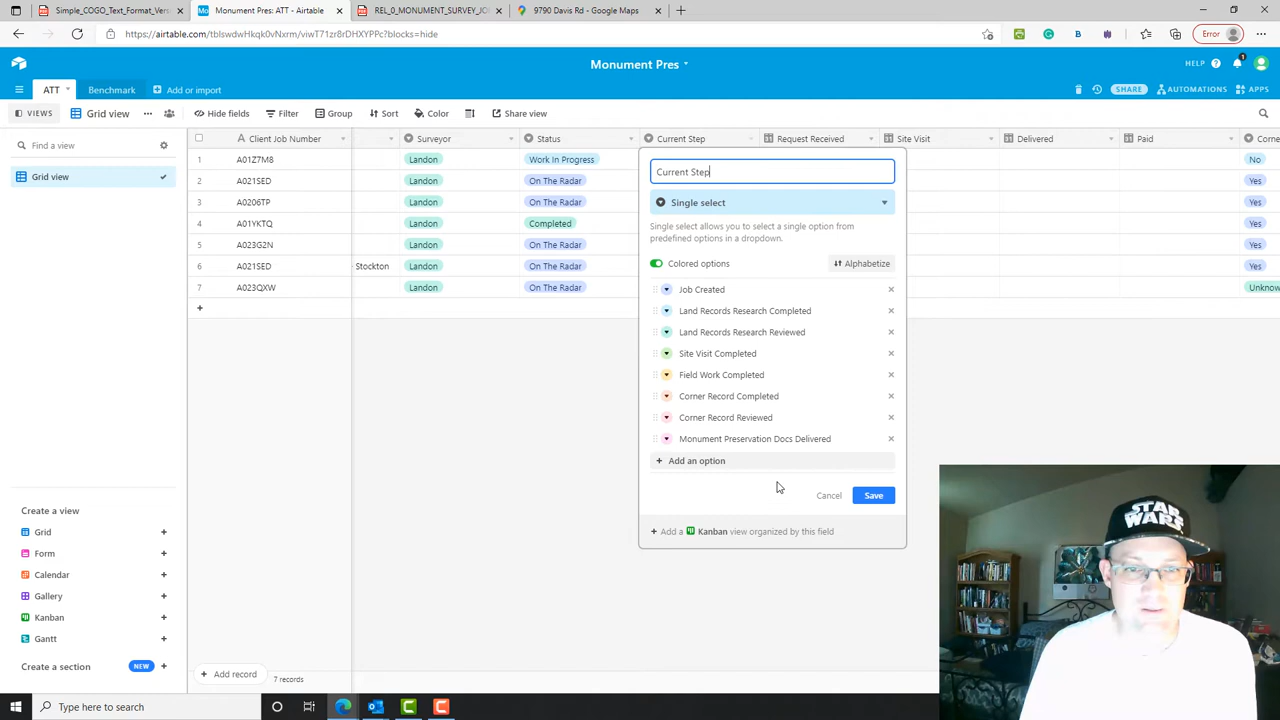 Simple_COGO_Text_Format_Vers
Monument Pres: ATT - Airtable
REL_0_MONUMENT_SURVEY_JO
9790 Davis Rd - Google Maps
https://airtable.com/tblswdwHkqk0vNxrm/viwT71zr8rDHXYPPc?blocks=hide
Error
Monument Pres
HELP
1
ATT
Benchmark
Add or import
SHARE
AUTOMATIONS
APPS
VIEWS
Grid view
Hide fields
Filter
Group
Sort
Color
Share view
Find a view
Grid view
Client Job Number
Surveyor
Status
Current Step
Request Received
Site Visit
Delivered
Paid
1 A01Z7M8 Landon Work In Progress No
2 A021SED Landon On The Radar Yes
3 A0206TP Landon On The Radar Yes
4 A01YKTQ Landon Completed Yes
5 A023G2N Landon On The Radar Yes
6 A021SED - Stockton Landon On The Radar Yes
7 A023QXW Landon On The Radar
Current Step
Single select
Single select allows you to select a single option from
predefined options in a dropdown.
Colored options
Alphabetize
Job Created
Land Records Research Completed
Land Records Research Reviewed
Site Visit Completed
Field Work Completed
Corner Record Completed
Corner Record Reviewed
Monument Preservation Docs Delivered
Add an option
Cancel
Save
Add a Kanban view organized by this field
Create a view
Grid
Form
Calendar
Gallery
Kanban
Gantt
Create a section
NEW
Add record
7 records
Type here to search
STAR
WARS